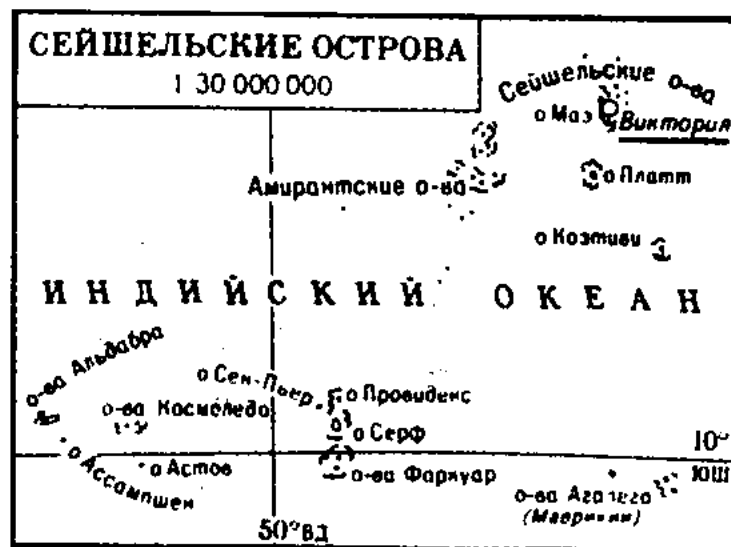 СЕЙШЕЛЬСКИЕ ОСТРОВА
1 30 000 000
Сейшельские о-ва
о Маэ
Виктория
Амирантские о-ва
о Платт
о Коэтиви
ИНДИЙСКИЙ ОКЕАН
о-ва Альдабра
о Сен-Пьер
о Провиденс
о-ва Космоледо
о Серф
10°
о Ассампшен
о Астов
о-ва Фаркуар
ЮШ
о-ва Агалега
(Маврикий)
50° ВД